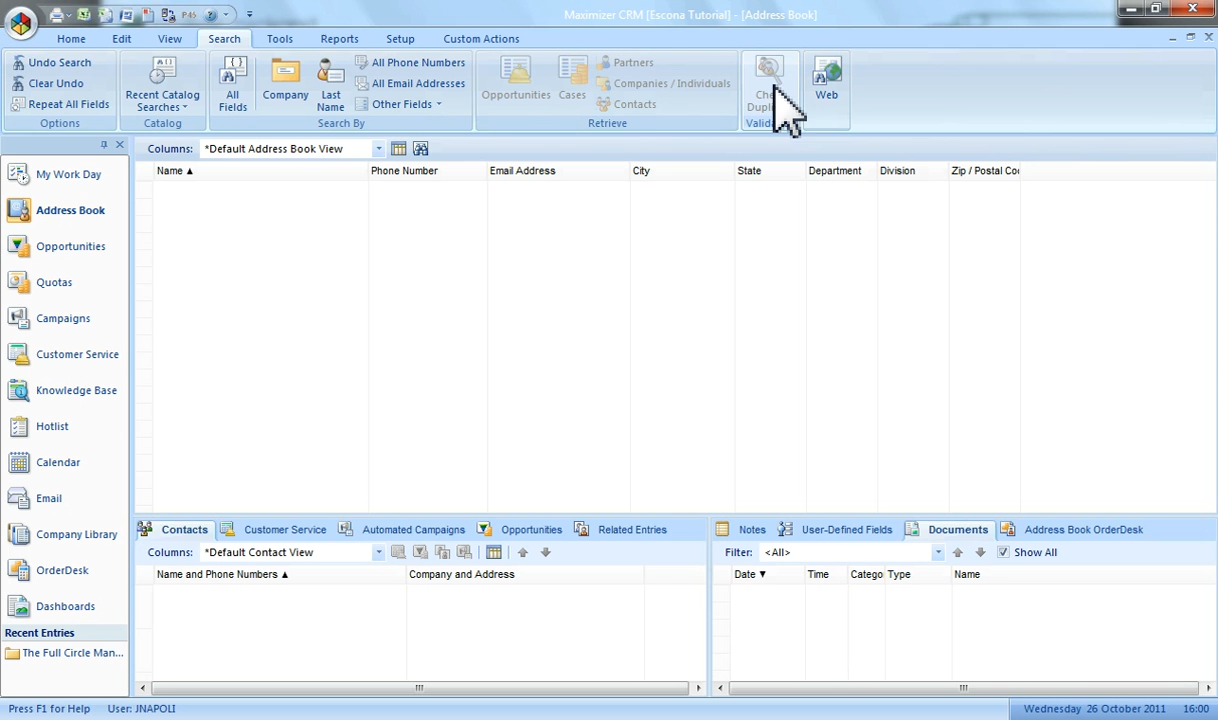 P45
Maximizer CRM [Escona Tutorial] - [Address Book]
Home Edit View Search Tools Reports Setup Custom Actions
Undo Search
Clear Undo
Repeat All Fields
Options
Recent Catalog
Searches
Catalog
All
Fields
Company
Last
Name
All Phone Numbers
All Email Addresses
Other Fields
Search By
Opportunities
Cases
Partners
Companies / Individuals
Contacts
Retrieve
Web
Columns: *Default Address Book View
Name Phone Number Email Address City State Department Division Zip / Postal Co
My Work Day
Address Book
Opportunities
Quotas
Campaigns
Customer Service
Knowledge Base
Hotlist
Calendar
Email
Company Library
OrderDesk
Dashboards
Recent Entries
The Full Circle Man...
Contacts Customer Service Automated Campaigns Opportunities Related Entries
Columns: *Default Contact View
Name and Phone Numbers Company and Address
Notes User-Defined Fields Documents Address Book OrderDesk
Filter: <All> Show All
Date Time Catego Type Name
Press F1 for Help User: JNAPOLI Wednesday 26 October 2011 16:00